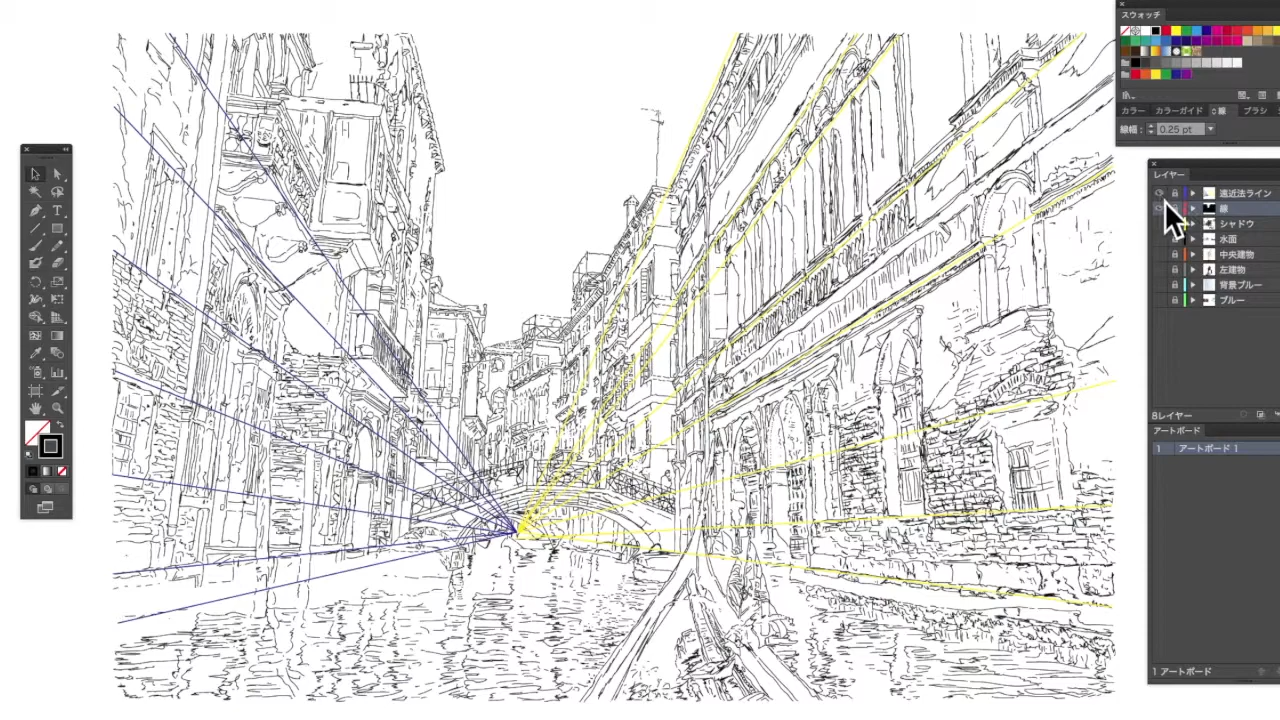 スウォッチ
カラー カラーガイド 線 ブラシ
線幅: 0.25 pt
レイヤー
遠近法ライン
線
シャドウ
水面
中央建物
左建物
背景ブルー
ブルー
8レイヤー
アートボード
1 アートボード 1
1 アートボード